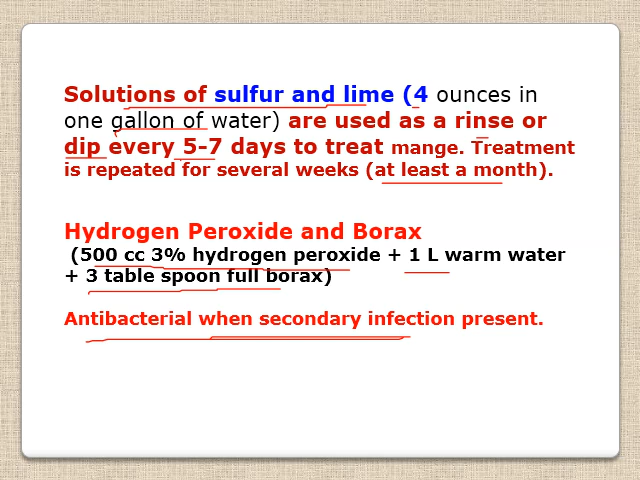 Solutions of sulfur and lime (4 ounces in
one gallon of water) are used as a rinse or
dip every 5-7 days to treat mange. Treatment
is repeated for several weeks (at least a month).
Hydrogen Peroxide and Borax
(500 cc 3% hydrogen peroxide + 1 L warm water
+ 3 table spoon full borax)
Antibacterial when secondary infection present.